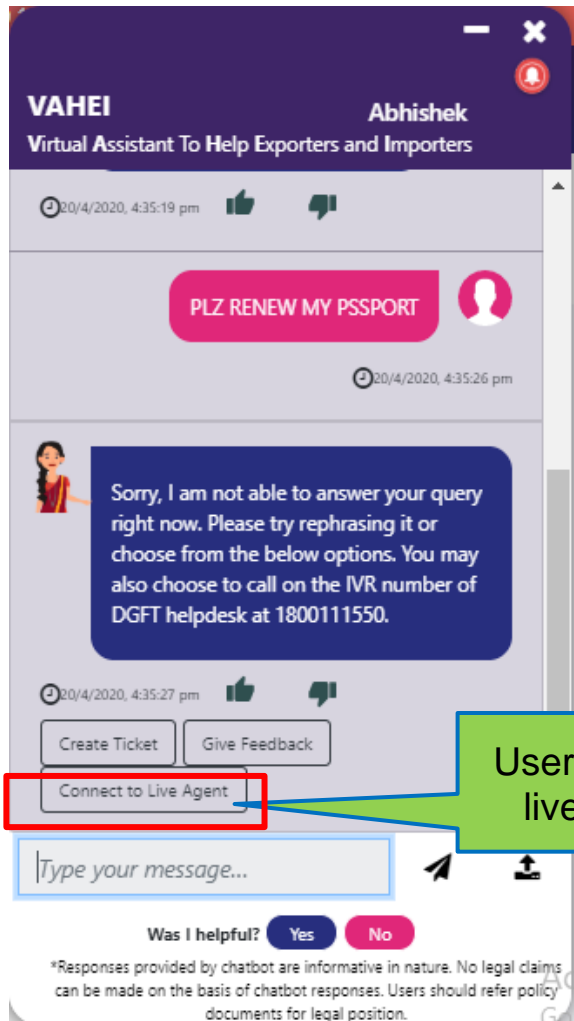 VAHEI
Abhishek
Virtual Assistant To Help Exporters and Importers
20/4/2020, 4:35:19 pm
PLZ RENEW MY PSSPORT
20/4/2020, 4:35:26 pm
Sorry, I am not able to answer your query
right now. Please try rephrasing it or
choose from the below options. You may
also choose to call on the IVR number of
DGFT helpdesk at 1800111550.
20/4/2020, 4:35:27 pm
Create Ticket
Give Feedback
Connect to Live Agent
User
live
Type your message...
Was I helpful? Yes No
*Responses provided by chatbot are informative in nature. No legal claims
can be made on the basis of chatbot responses. Users should refer policy
documents for legal position.